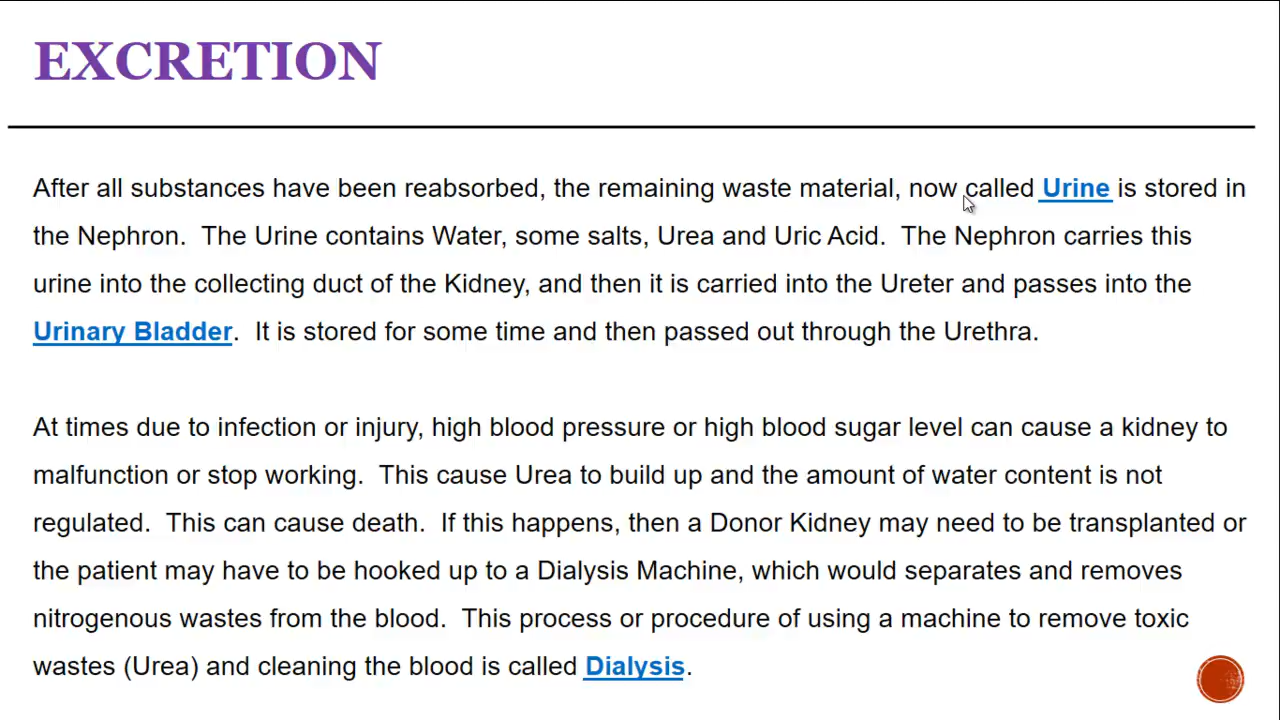 EXCRETION
After all substances have been reabsorbed, the remaining waste material, now called Urine is stored in
the Nephron.  The Urine contains Water, some salts, Urea and Uric Acid.  The Nephron carries this
urine into the collecting duct of the Kidney, and then it is carried into the Ureter and passes into the
Urinary Bladder.  It is stored for some time and then passed out through the Urethra.
At times due to infection or injury, high blood pressure or high blood sugar level can cause a kidney to
malfunction or stop working.  This cause Urea to build up and the amount of water content is not
regulated.  This can cause death.  If this happens, then a Donor Kidney may need to be transplanted or
the patient may have to be hooked up to a Dialysis Machine, which would separates and removes
nitrogenous wastes from the blood.  This process or procedure of using a machine to remove toxic
wastes (Urea) and cleaning the blood is called Dialysis.